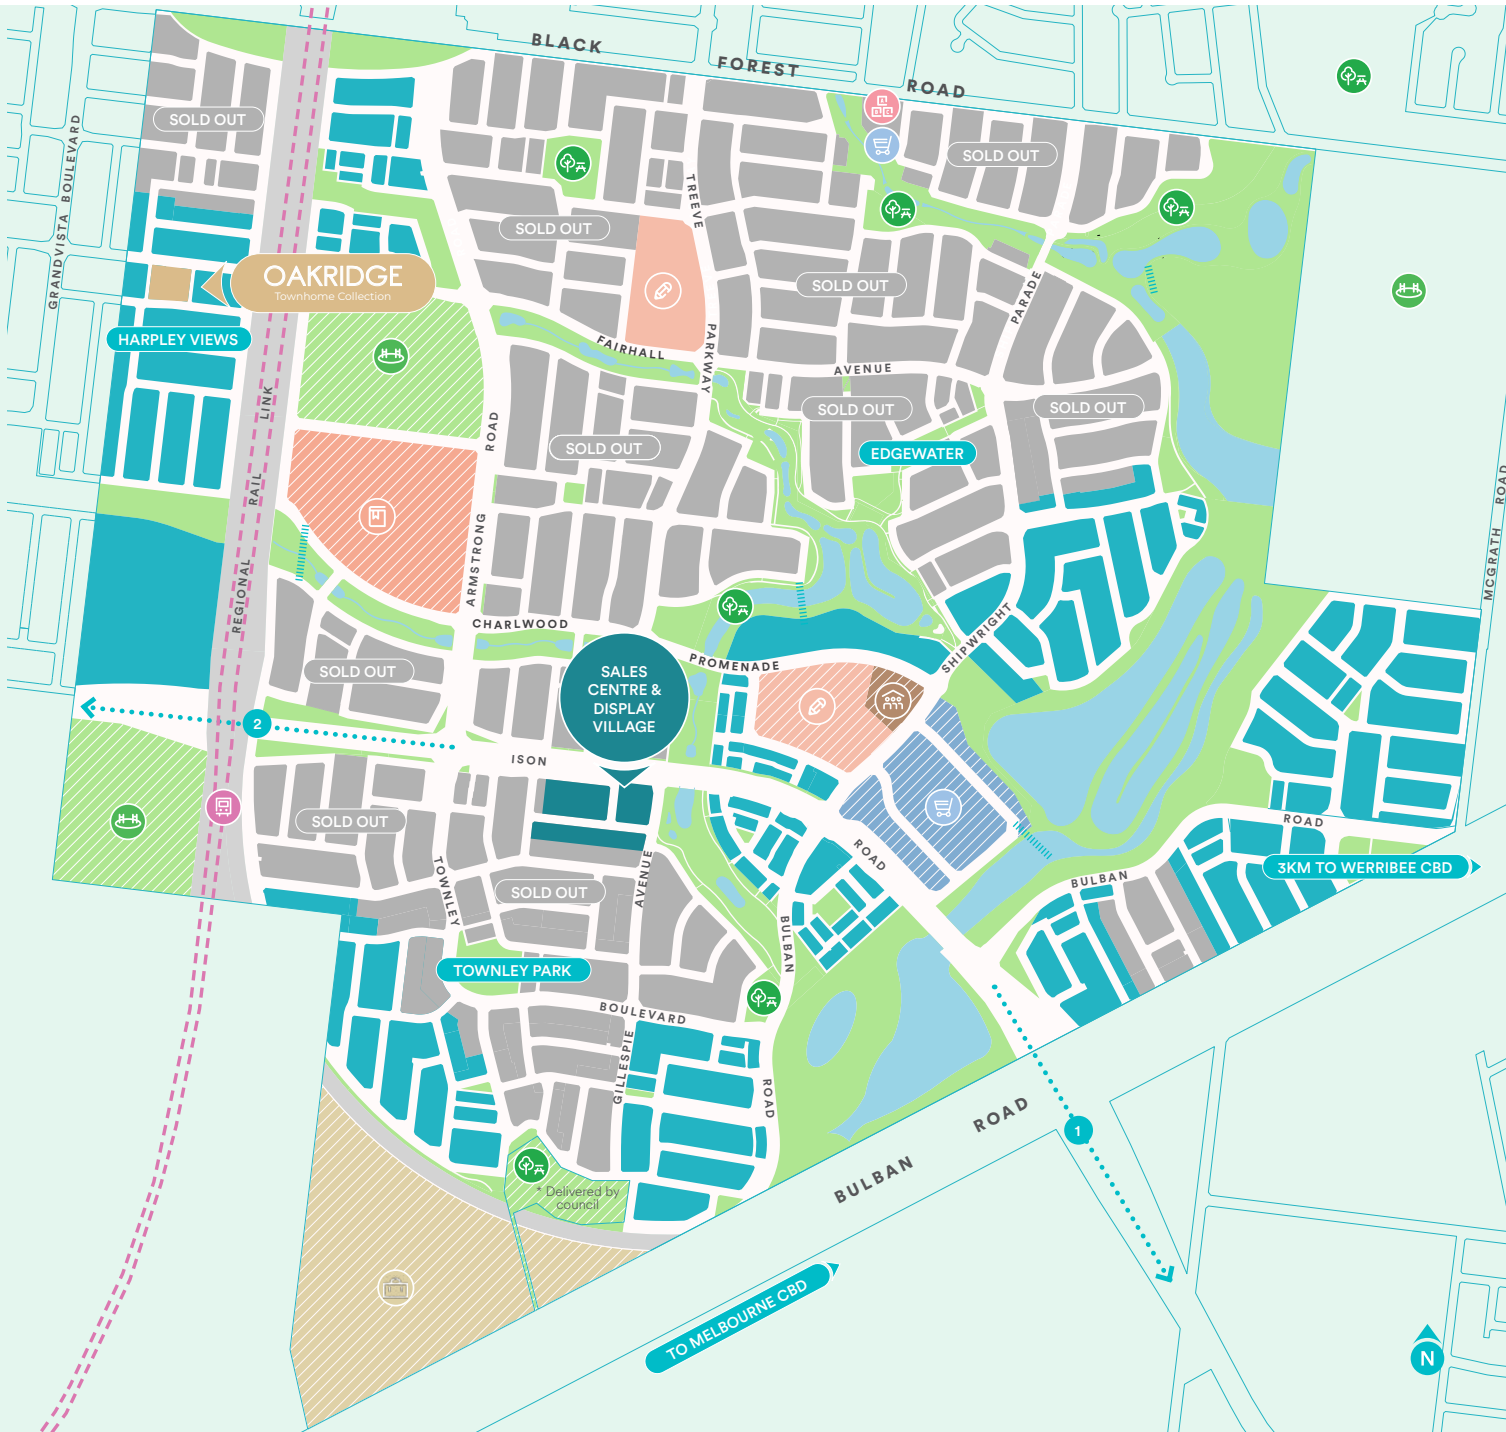 BLACK
FOREST
ROAD
SOLD OUT
SOLD OUT
GRANDVISTA BOULEVARD
TREEVE
SOLD OUT
OAKRIDGE
Townhome Collection
SOLD OUT
PARADE
HARPLEY VIEWS
FAIRHALL
PARKWAY
AVENUE
LINK
SOLD OUT
SOLD OUT
ROAD
SOLD OUT
EDGEWATER
RAIL
MCGRATH ROAD
ARMSTRONG
REGIONAL
CHARLWOOD
SHIPWRIGHT
PROMENADE
SOLD OUT
SALES
CENTRE &
DISPLAY
VILLAGE
2
ISON
SOLD OUT
ROAD
ROAD
3KM TO WERRIBEE CBD
BULBAN
TOWNLEY
AVENUE
SOLD OUT
BULBAN
TOWNLEY PARK
BOULEVARD
GILLESPIE
ROAD
ROAD
1
BULBAN
* Delivered by
council
TO MELBOURNE CBD
N